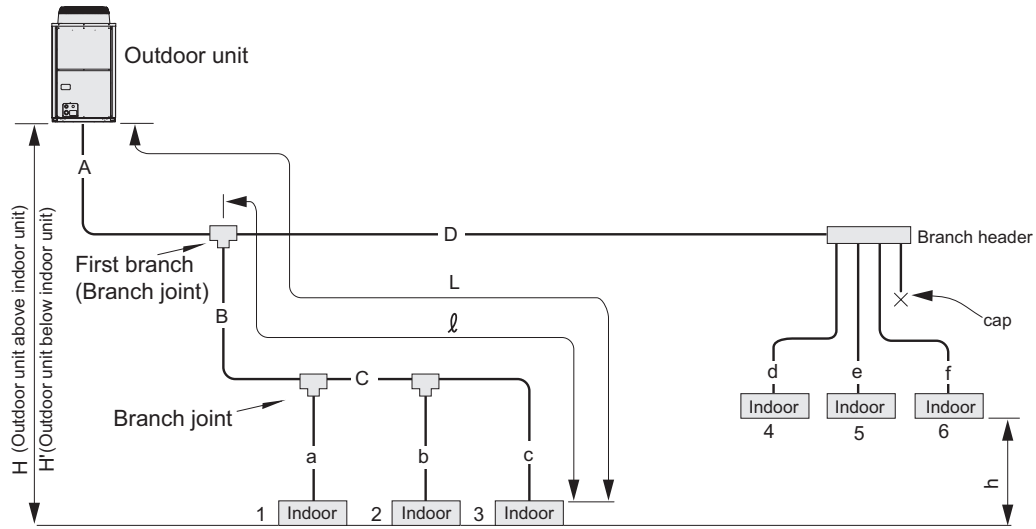 Outdoor unit
A
H (Outdoor unit above indoor unit)
H' (Outdoor unit below indoor unit)
First branch
(Branch joint)
D
Branch header
L
B
ℓ
cap
C
Branch joint
d
e
f
Indoor
Indoor
Indoor
4
5
6
a
b
c
h
1
Indoor
2
Indoor
3
Indoor